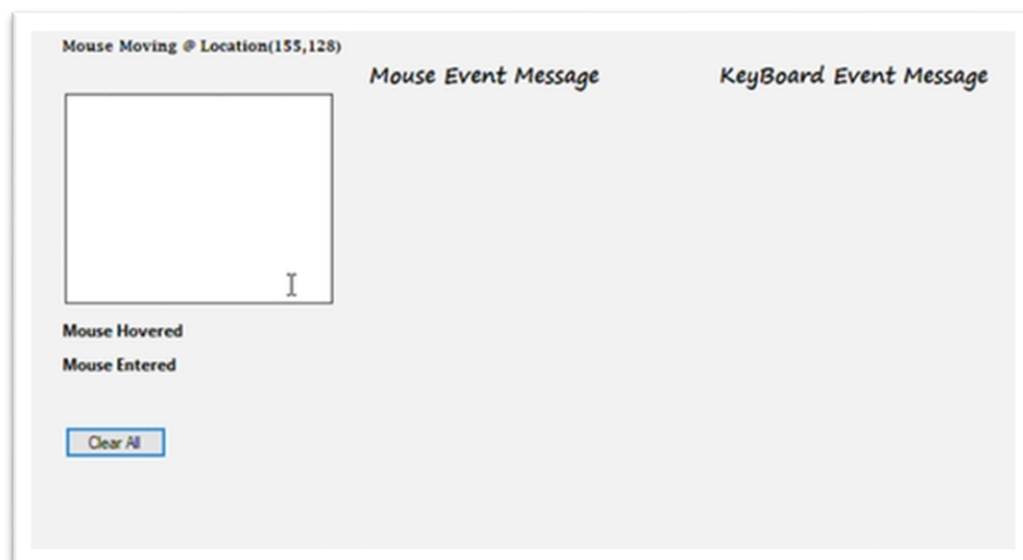 Mouse Moving @ Location(155,128)
Mouse Event Message
KeyBoard Event Message
Mouse Hovered
Mouse Entered
Clear All